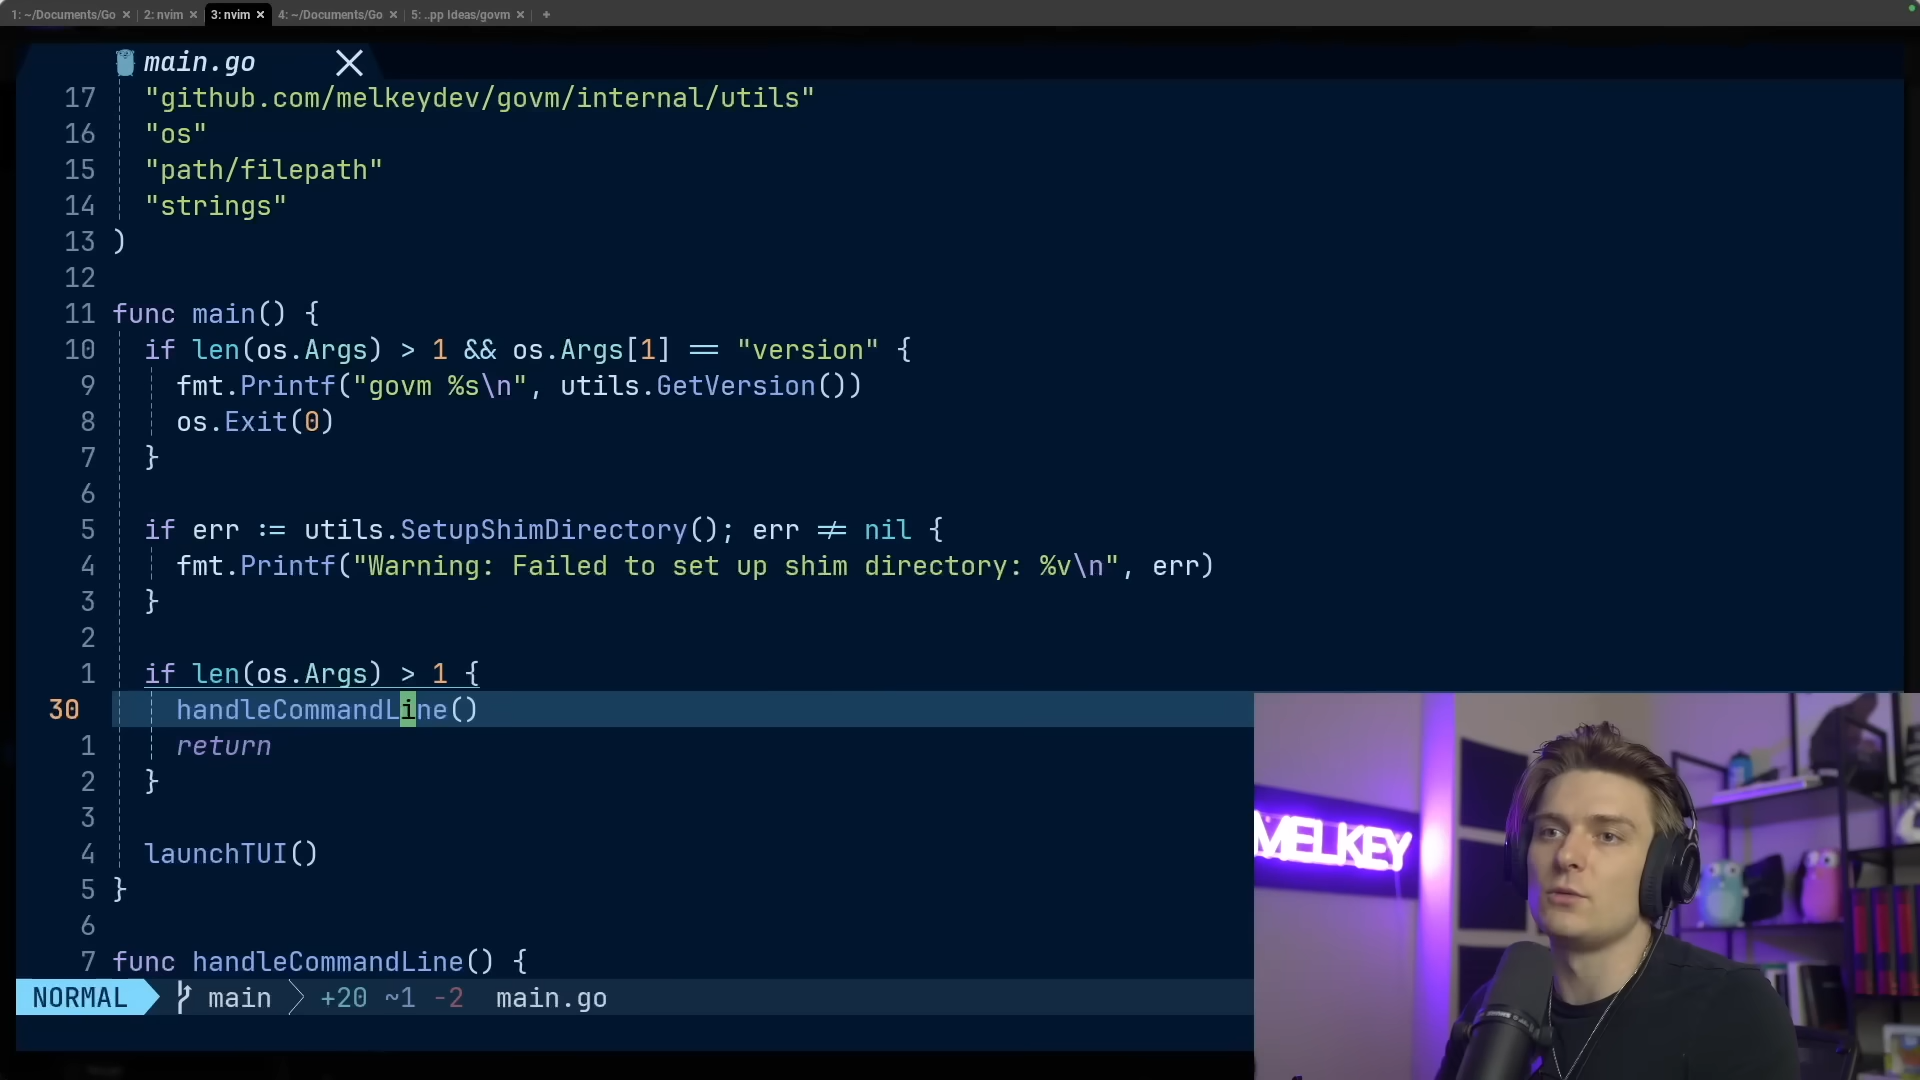 1: ~/Documents/Go × 2: nvim × 3: nvim × 4: ~/Documents/Go × 5: ..pp Ideas/govm × +
main.go
17 "github.com/melkeydev/govm/internal/utils"
16 "os"
15 "path/filepath"
14 "strings"
13 )
12
11 func main() {
10 if len(os.Args) > 1 && os.Args[1] == "version" {
9 fmt.Printf("govm %s\n", utils.GetVersion())
8 os.Exit(0)
7 }
6
5 if err := utils.SetupShimDirectory(); err != nil {
4 fmt.Printf("Warning: Failed to set up shim directory: %v\n", err)
3 }
2
1 if len(os.Args) > 1 {
30 handleCommandLine()
1 return
2 }
3
4 launchTUI()
5 }
6
7 func handleCommandLine() {
NORMAL main +20 ~1 -2 main.go
MELKEY